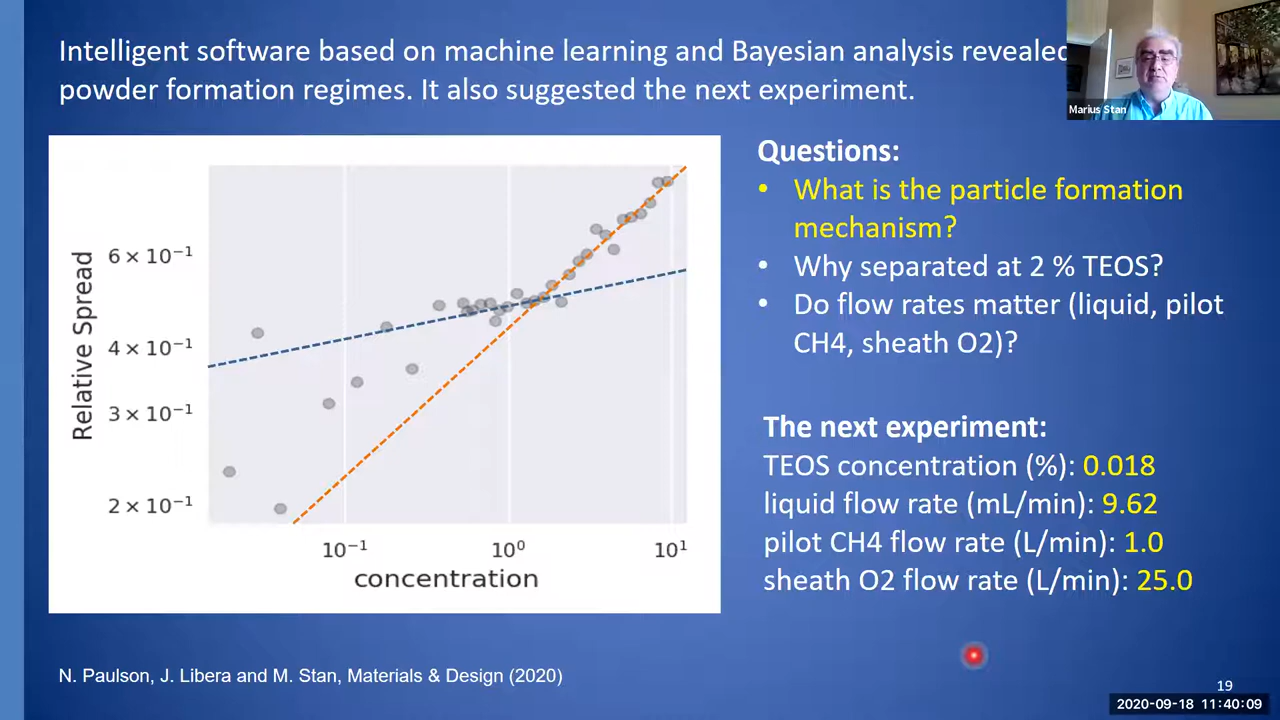 Intelligent software based on machine learning and Bayesian analysis revealed
powder formation regimes. It also suggested the next experiment.
Marius Stan
Relative Spread
6 × 10⁻¹
4 × 10⁻¹
3 × 10⁻¹
2 × 10⁻¹
10⁻¹ 10⁰ 10¹
concentration
Questions:
• What is the particle formation
mechanism?
• Why separated at 2 % TEOS?
• Do flow rates matter (liquid, pilot
CH4, sheath O2)?
The next experiment:
TEOS concentration (%): 0.018
liquid flow rate (mL/min): 9.62
pilot CH4 flow rate (L/min): 1.0
sheath O2 flow rate (L/min): 25.0
N. Paulson, J. Libera and M. Stan, Materials & Design (2020)
19
2020-09-18 11:40:09